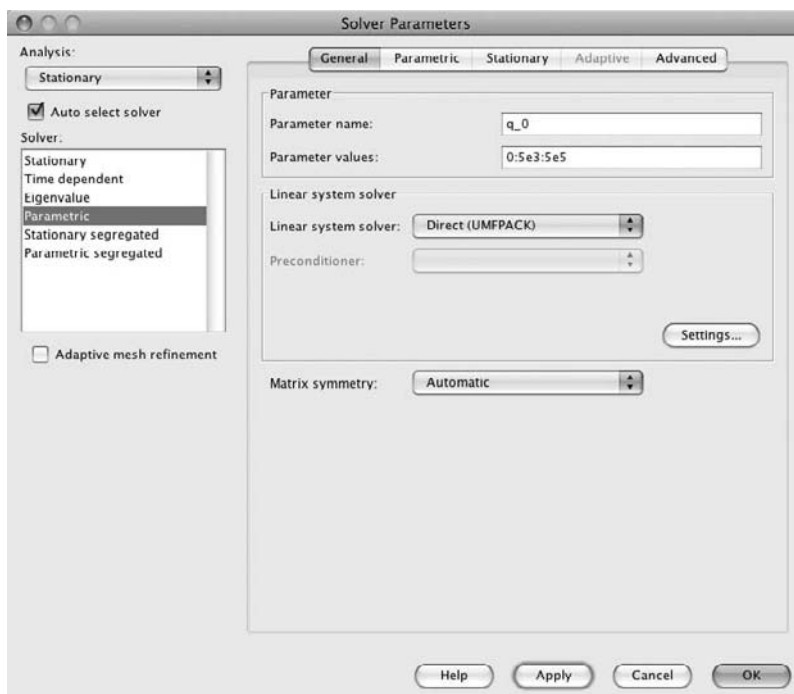 Solver Parameters
Analysis:
Stationary
Auto select solver
Solver:
Stationary
Time dependent
Eigenvalue
Parametric
Stationary segregated
Parametric segregated
Adaptive mesh refinement
General Parametric Stationary Adaptive Advanced
Parameter
Parameter name: q_0
Parameter values: 0:5e3:5e5
Linear system solver
Linear system solver: Direct (UMFPACK)
Preconditioner:
Settings...
Matrix symmetry: Automatic
Help Apply Cancel OK